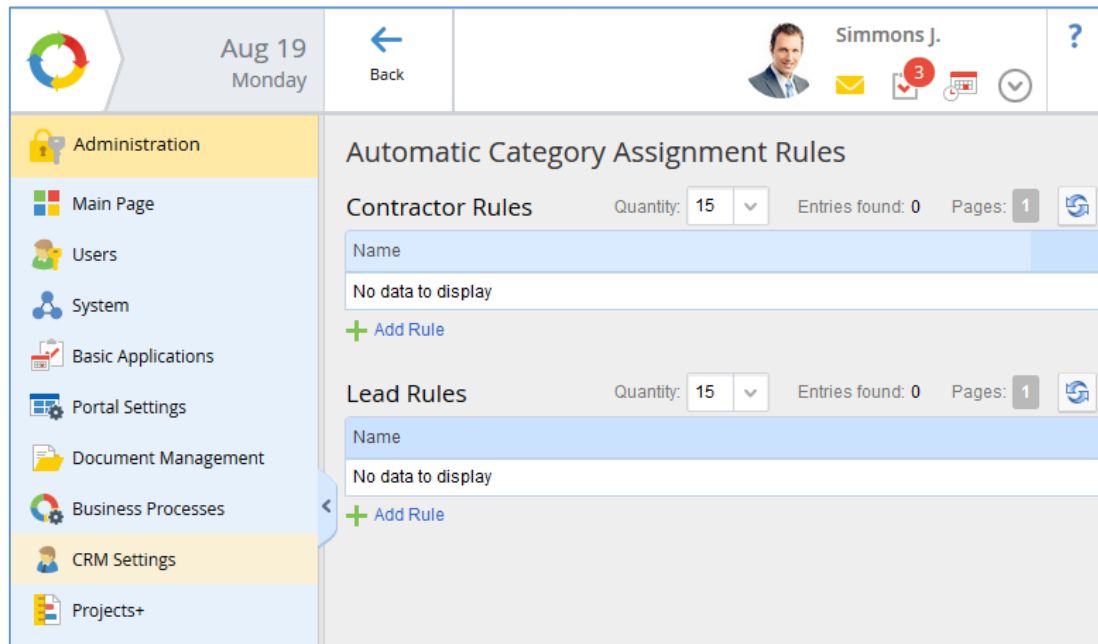 Aug 19
Monday
Back
Simmons J.
3
?
Administration
Main Page
Users
System
Basic Applications
Portal Settings
Document Management
Business Processes
CRM Settings
Projects+
Automatic Category Assignment Rules
Contractor Rules Quantity: 15 Entries found: 0 Pages: 1
Name
No data to display
Add Rule
Lead Rules Quantity: 15 Entries found: 0 Pages: 1
Name
No data to display
Add Rule